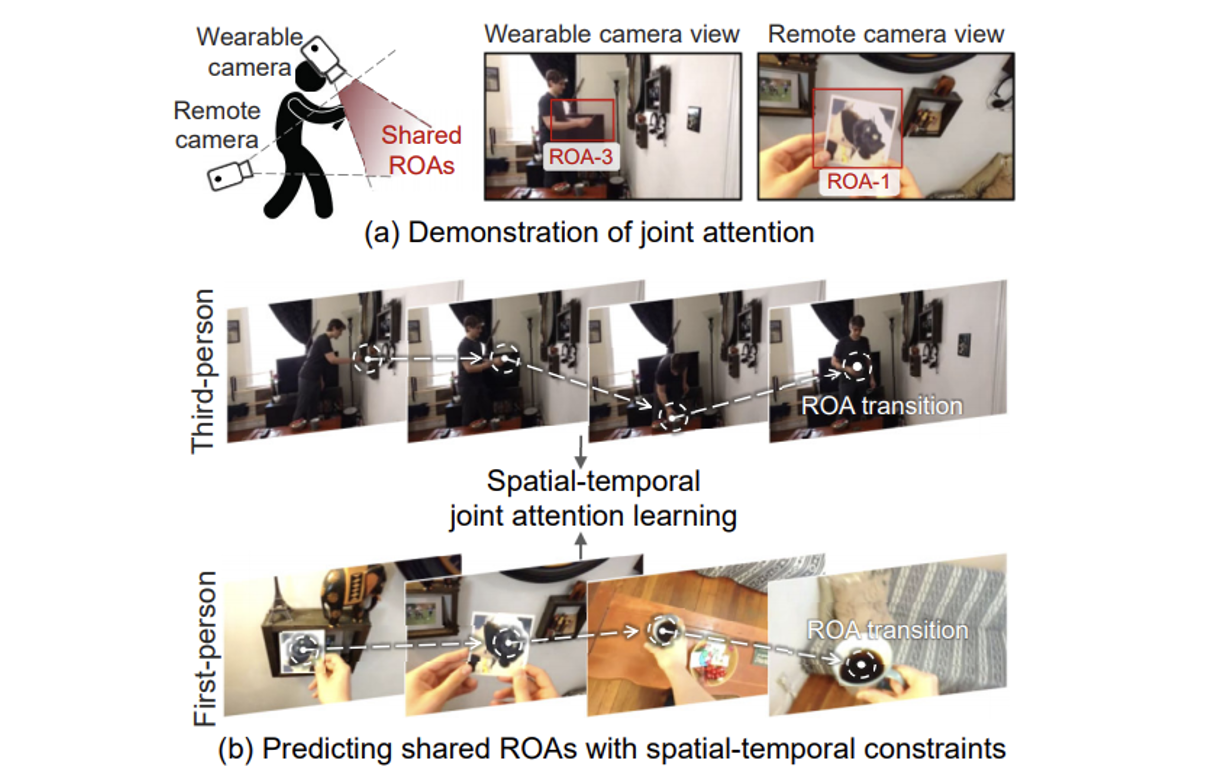 Wearable
camera
Remote
camera
Shared
ROAs
Wearable camera view
ROA-3
Remote camera view
ROA-1
(a) Demonstration of joint attention
Third-person
ROA transition
Spatial-temporal
joint attention learning
First-person
ROA transition
(b) Predicting shared ROAs with spatial-temporal constraints